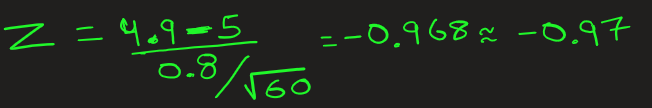 Z = 4.9-5 / 0.8/√60 = -0.968 ≈ -0.97